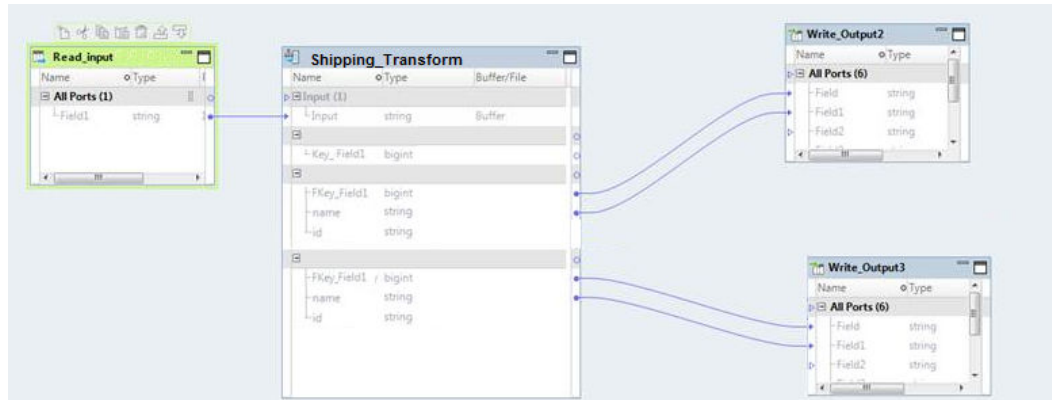 Read_input
Name Type
All Ports (1)
Field1 string
Shipping_Transform
Name Type Buffer/File
Input (1)
Input string Buffer
Key_ Field1 bigint
FKey_Field1 bigint
name string
id string
FKey_Field1 bigint
name string
id string
Write_Output2
Name Type
All Ports (6)
Field string
Field1 string
Field2 string
Write_Output3
Name Type
All Ports (6)
Field string
Field1 string
Field2 string